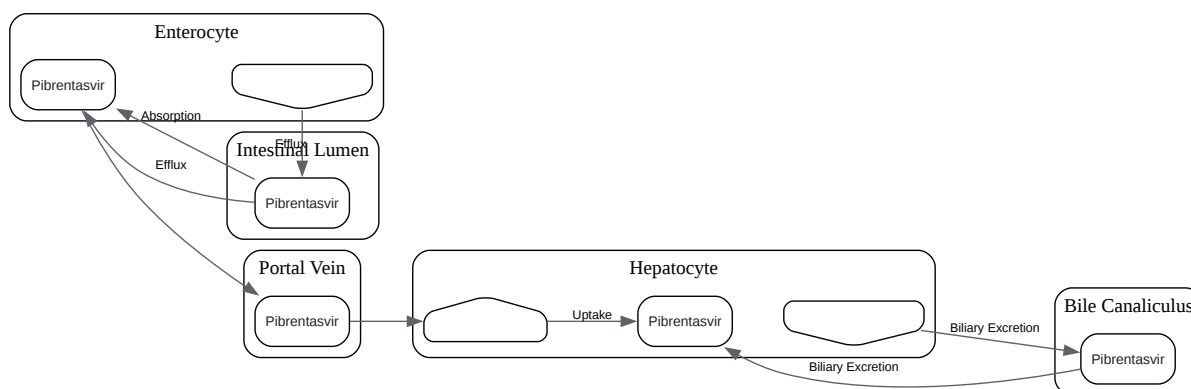 Enterocyte
Pibrentasvir
Absorption
Efflux
Intestinal Lumen
Efflux
Pibrentasvir
Portal Vein
Hepatocyte
Pibrentasvir
Uptake
Pibrentasvir
Bile Canaliculus
Biliary Excretion
Pibrentasvir
Biliary Excretion